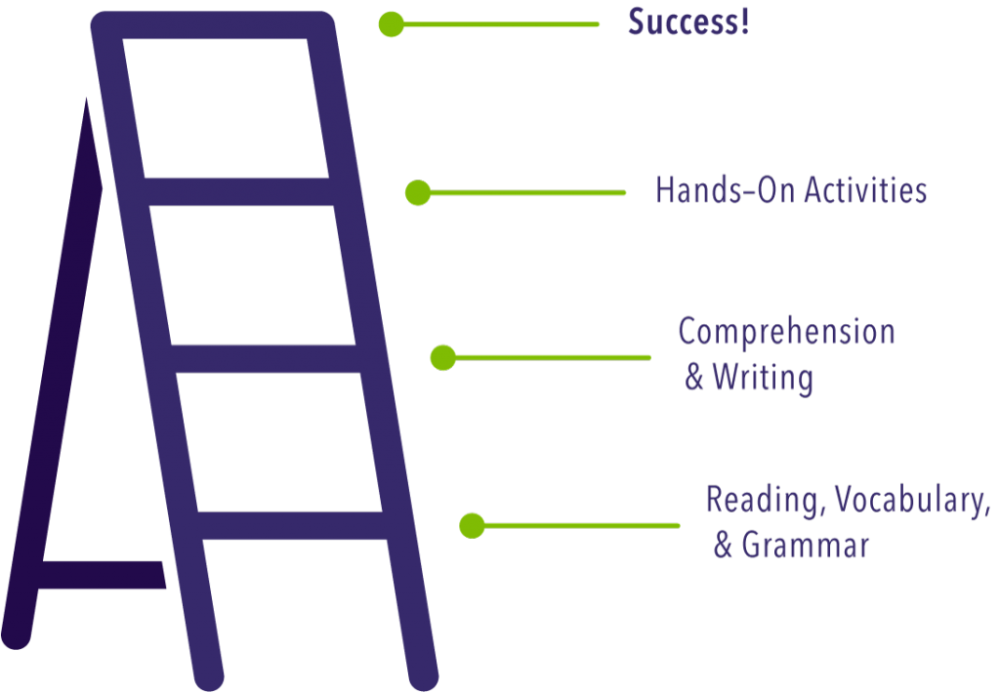 Success!
Hands–On Activities
Comprehension
& Writing
Reading, Vocabulary,
& Grammar